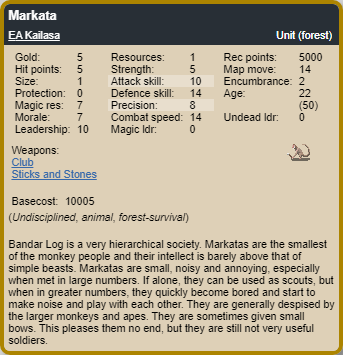 Markata
EA Kailasa Unit (forest)
Gold: 5 Resources: 1 Rec points: 5000
Hit points: 5 Strength: 5 Map move: 14
Size: 1 Attack skill: 10 Encumbrance: 2
Protection: 0 Defence skill: 14 Age: 22
Magic res: 7 Precision: 8 (50)
Morale: 7 Combat speed: 14 Undead ldr: 0
Leadership: 10 Magic ldr: 0
Weapons:
Club
Sticks and Stones
Basecost: 10005
(Undisciplined, animal, forest-survival)
Bandar Log is a very hierarchical society. Markatas are the smallest
of the monkey people and their intellect is barely above that of
simple beasts. Markatas are small, noisy and annoying, especially
when met in large numbers. If alone, they can be used as scouts, but
when in greater numbers, they quickly become bored and start to
make noise and play with each other. They are generally despised by
the larger monkeys and apes. They are sometimes given small
bows. This pleases them no end, but they are still not very useful
soldiers.